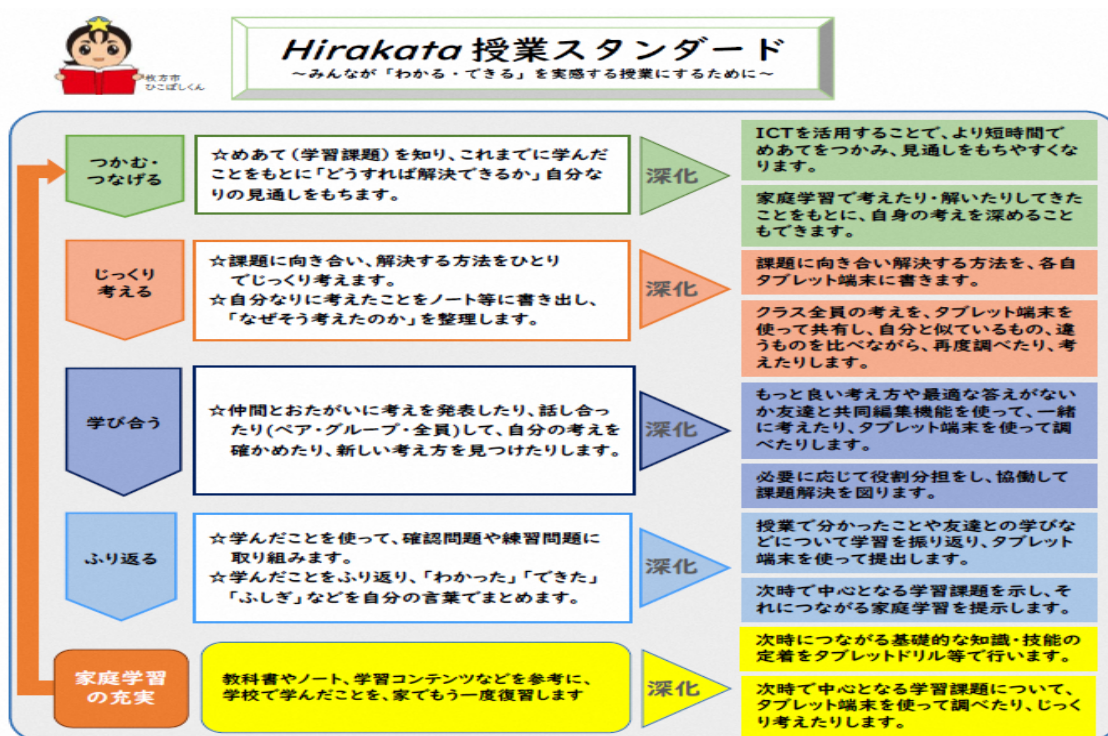 Hirakata 授業スタンダード
～みんなが「わかる・できる」を実感する授業にするために～
枚方市
ひこぼしくん
つかむ・
つなげる
☆めあて(学習課題)を知り、これまでに学んだ
ことをもとに「どうすれば解決できるか」自分な
りの見通しをもちます。
深化
ICTを活用することで、より短時間で
めあてをつかみ、見通しをもちやすくな
ります。
家庭学習で考えたり・解いたりしてきた
ことをもとに、自身の考えを深めること
もできます。
じっくり
考える
☆課題に向き合い、解決する方法をひとり
でじっくり考えます。
☆自分なりに考えたことをノート等に書き出し、
「なぜそう考えたのか」を整理します。
深化
課題に向き合い解決する方法を、各自
タブレット端末に書きます。
クラス全員の考えを、タブレット端末を
使って共有し、自分と似ているもの、違
うものを比べながら、再度調べたり、考
えたりします。
学び合う
☆仲間とおたがいに考えを発表したり、話し合っ
たり(ペア・グループ・全員)して、自分の考えを
確かめたり、新しい考え方を見つけたりします。
深化
もっと良い考え方や最適な答えがない
か友達と共同編集機能を使って、一緒
に考えたり、タブレット端末を使って調
べたりします。
必要に応じて役割分担をし、協働して
課題解決を図ります。
ふり返る
☆学んだことを使って、確認問題や練習問題に
取り組みます。
☆学んだことをふり返り、「わかった」「できた」
「ふしぎ」などを自分の言葉でまとめます。
深化
授業で分かったことや友達との学びな
どについて学習を振り返り、タブレット
端末を使って提出します。
次時で中心となる学習課題を示し、そ
れにつながる家庭学習を提示します。
家庭学習
の充実
教科書やノート、学習コンテンツなどを参考に、
学校で学んだことを、家でもう一度復習します
深化
次時につながる基礎的な知識・技能の
定着をタブレットドリル等で行います。
次時で中心となる学習課題について、
タブレット端末を使って調べたり、じっく
り考えたりします。